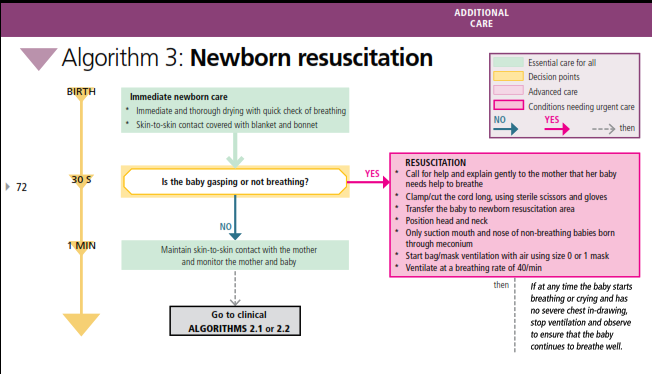 ADDITIONAL
CARE
Algorithm 3: Newborn resuscitation
Essential care for all
Decision points
Advanced care
Conditions needing urgent care
NO
YES
then
BIRTH
Immediate newborn care
* Immediate and thorough drying with quick check of breathing
* Skin-to-skin contact covered with blanket and bonnet
72
30 S
Is the baby gasping or not breathing?
YES
RESUSCITATION
* Call for help and explain gently to the mother that her baby
needs help to breathe
* Clamp/cut the cord long, using sterile scissors and gloves
* Transfer the baby to newborn resuscitation area
* Position head and neck
* Only suction mouth and nose of non-breathing babies born
through meconium
* Start bag/mask ventilation with air using size 0 or 1 mask
* Ventilate at a breathing rate of 40/min
NO
1 MIN
Maintain skin-to-skin contact with the mother
and monitor the mother and baby
then
If at any time the baby starts
breathing or crying and has
no severe chest in-drawing,
stop ventilation and observe
to ensure that the baby
continues to breathe well.
Go to clinical
ALGORITHMS 2.1 or 2.2